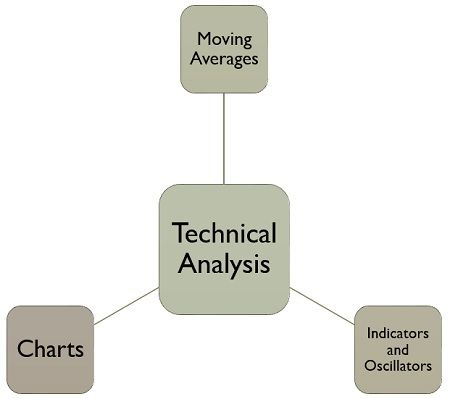 Moving
Averages
Technical
Analysis
Charts
Indicators
and
Oscillators